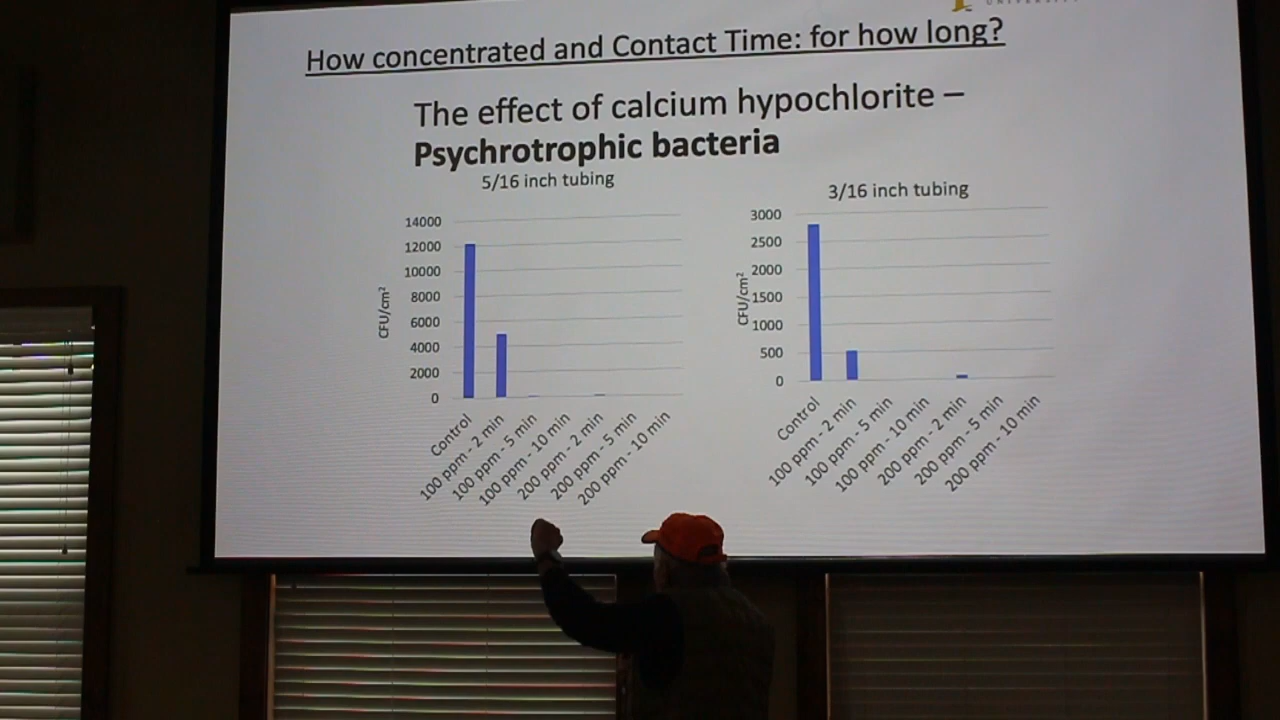 How concentrated and Contact Time: for how long?
The effect of calcium hypochlorite –
Psychrotrophic bacteria
5/16 inch tubing
14000
12000
10000
8000
6000
4000
2000
0
CFU/cm²
Control
100 ppm - 2 min
100 ppm - 5 min
100 ppm - 10 min
200 ppm - 2 min
200 ppm - 5 min
200 ppm - 10 min
3/16 inch tubing
3000
2500
2000
1500
1000
500
0
CFU/cm²
Control
100 ppm - 2 min
100 ppm - 5 min
100 ppm - 10 min
200 ppm - 2 min
200 ppm - 5 min
200 ppm - 10 min